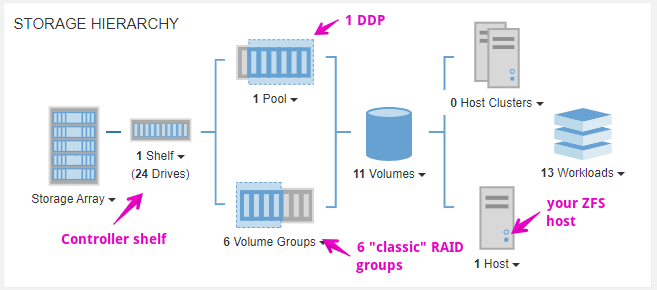 STORAGE HIERARCHY
1 DDP
1 Pool
0 Host Clusters
1 Shelf
(24 Drives)
11 Volumes
13 Workloads
Storage Array
Controller shelf
6 Volume Groups
6 "classic" RAID
groups
your ZFS
host
1 Host